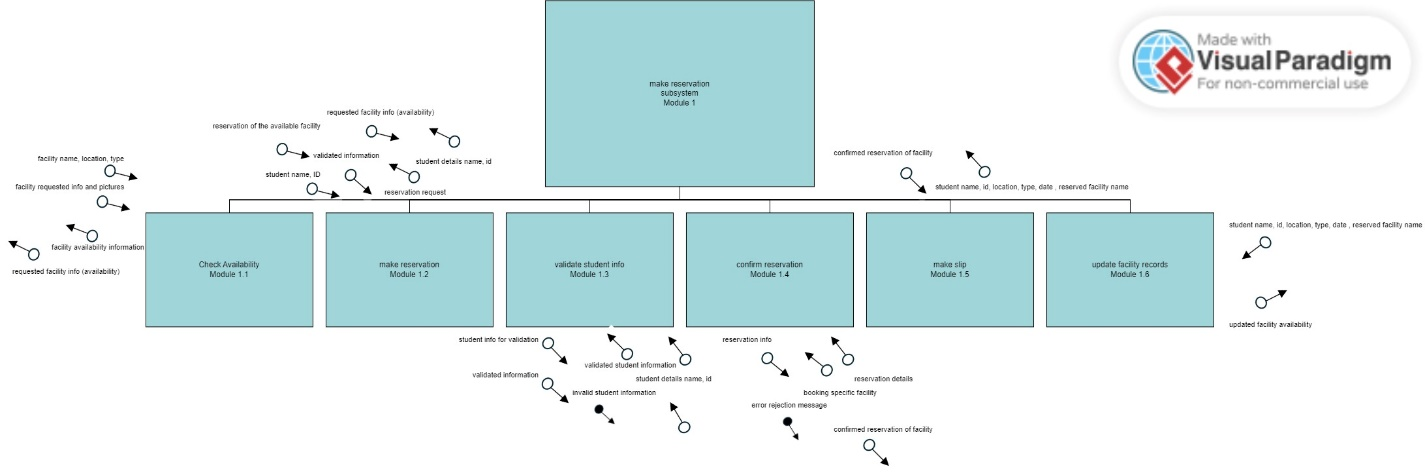 Made with
Visual Paradigm
For non-commercial use
make reservation
subsystem
Module 1
requested facility info (availability)
reservation of the available facility
validated information
student details name, id
student name, ID
reservation request
facility name, location, type
facility requested info and pictures
facility availability information
requested facility info (availability)
confirmed reservation of facility
student name, id, location, type, date , reserved facility name
student name, id, location, type, date , reserved facility name
updated facility availability
Check Availability
Module 1.1
make reservation
Module 1.2
validate student info
Module 1.3
confirm reservation
Module 1.4
make slip
Module 1.5
update facility records
Module 1.6
student info for validation
validated student information
student details name, id
validated information
invalid student information
reservation info
reservation details
booking specific facility
error rejection message
confirmed reservation of facility